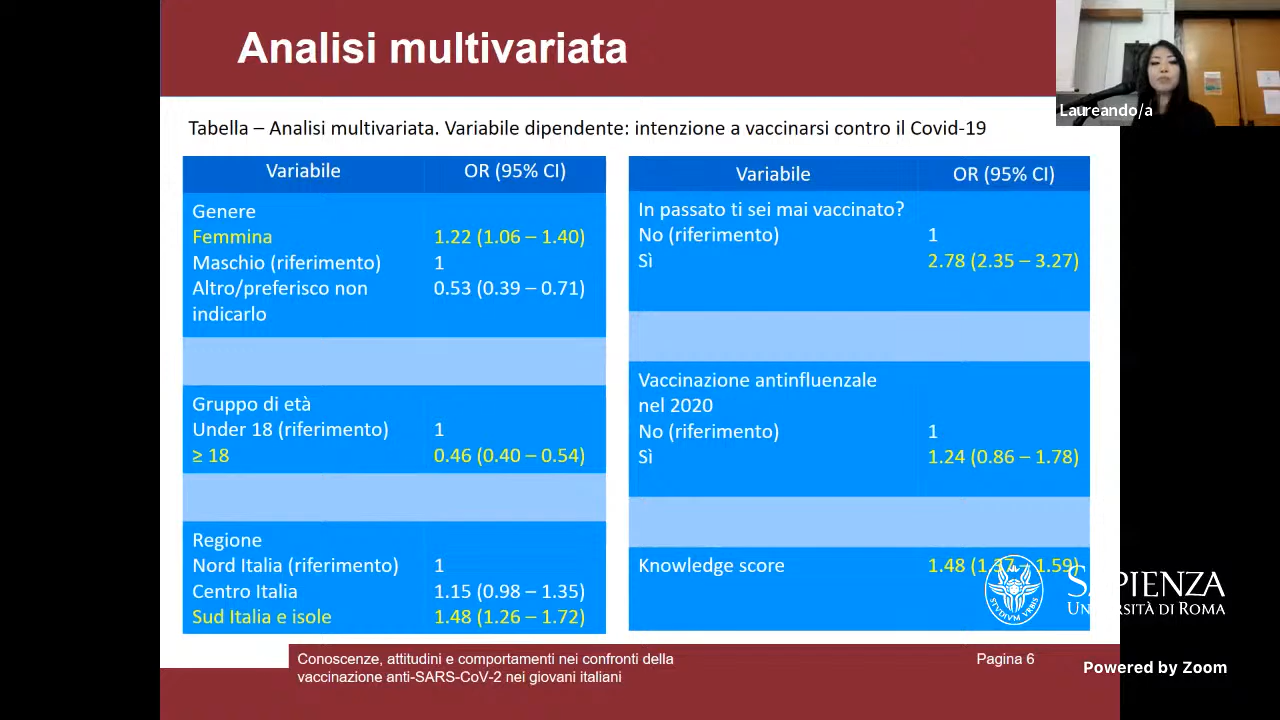 Analisi multivariata
Laureando/a
Tabella – Analisi multivariata. Variabile dipendente: intenzione a vaccinarsi contro il Covid-19
Variabile OR (95% CI)
Genere
Femmina 1.22 (1.06 – 1.40)
Maschio (riferimento) 1
Altro/preferisco non 0.53 (0.39 – 0.71)
indicarlo
Gruppo di età
Under 18 (riferimento) 1
≥ 18 0.46 (0.40 – 0.54)
Regione
Nord Italia (riferimento) 1
Centro Italia 1.15 (0.98 – 1.35)
Sud Italia e isole 1.48 (1.26 – 1.72)
Variabile OR (95% CI)
In passato ti sei mai vaccinato?
No (riferimento) 1
Sì 2.78 (2.35 – 3.27)
Vaccinazione antinfluenzale
nel 2020
No (riferimento) 1
Sì 1.24 (0.86 – 1.78)
Knowledge score 1.48 (1.37 – 1.59)
SAPIENZA
UNIVERSITÀ DI ROMA
STUDIUM URBIS
Conoscenze, attitudini e comportamenti nei confronti della
vaccinazione anti-SARS-CoV-2 nei giovani italiani
Pagina 6
Powered by Zoom